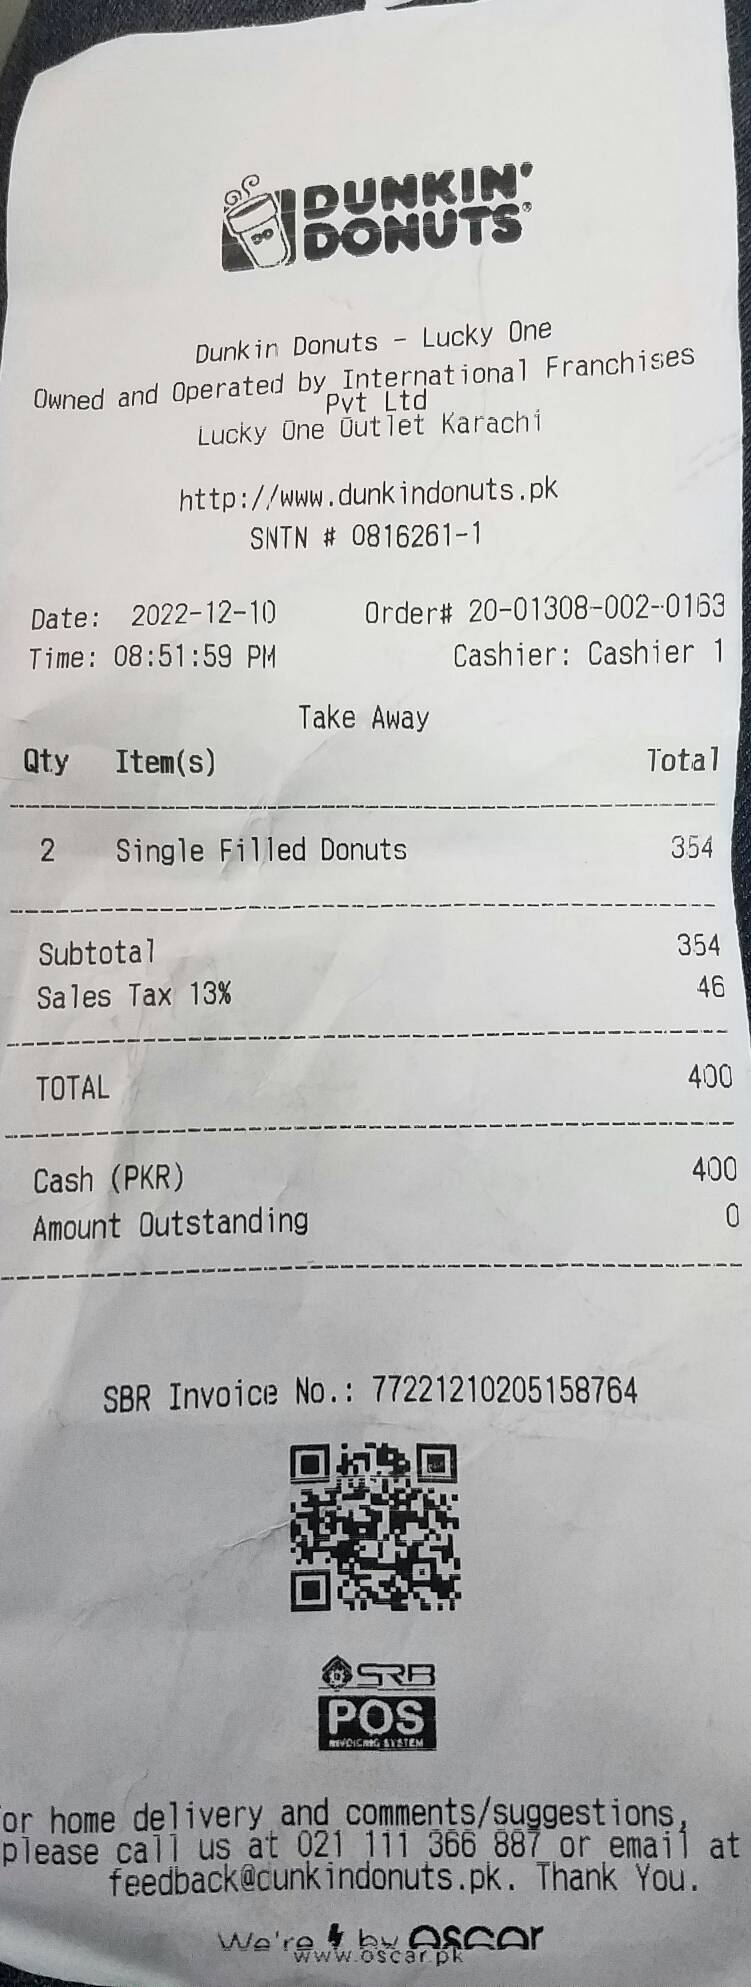 DUNKIN'
DONUTS®
Dunkin Donuts - Lucky One
Owned and Operated by International Franchises
Pvt Ltd
Lucky One Outlet Karachi
http://www.dunkindonuts.pk
SNTN # 0816261-1
Date: 2022-12-10 Order# 20-01308-002-0163
Time: 08:51:59 PM Cashier: Cashier 1
Take Away
Qty Item(s) Total
2 Single Filled Donuts 354
Subtotal 354
Sales Tax 13% 46
TOTAL 400
Cash (PKR) 400
Amount Outstanding 0
SBR Invoice No.: 77221210205158764
SRB
POS
INVOICING SYSTEM
or home delivery and comments/suggestions,
please call us at 021 111 366 887 or email at
feedback@dunkindonuts.pk. Thank You.
We're by oscar
www.oscar.pk